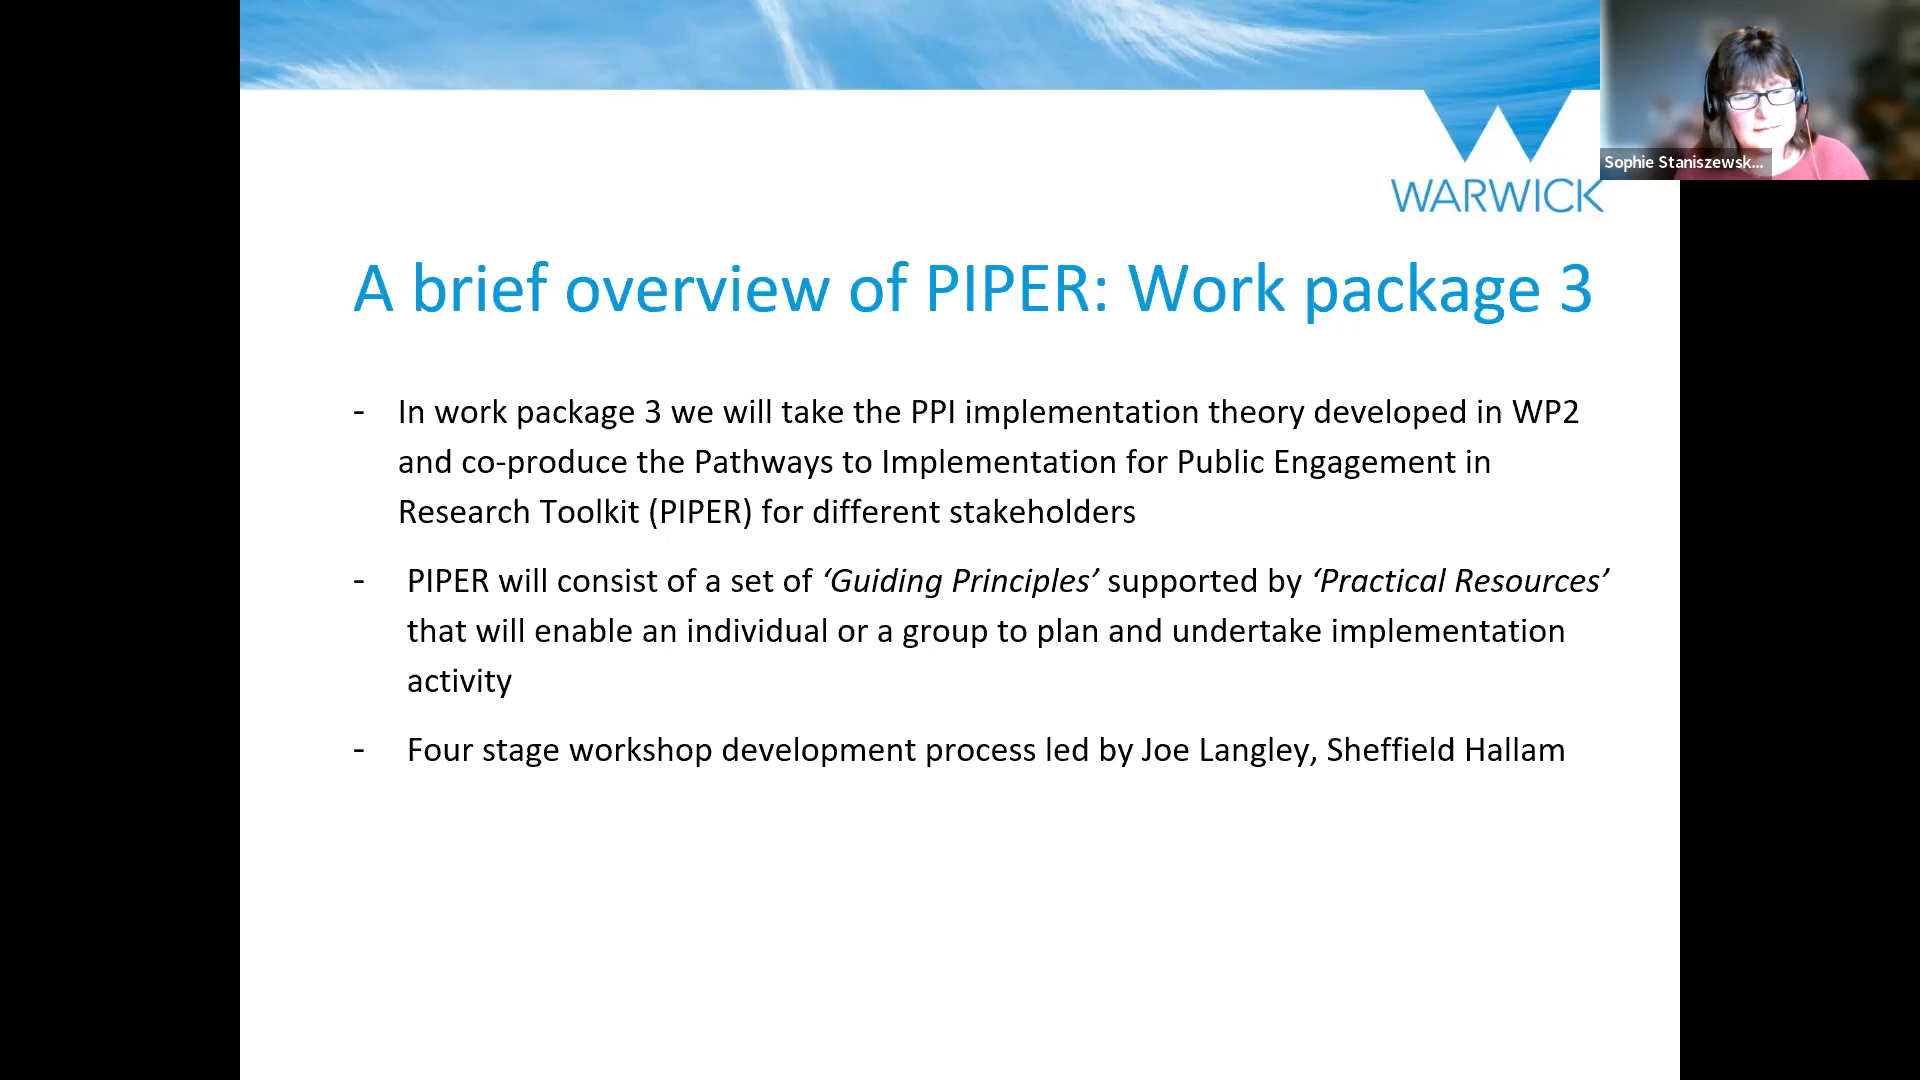 Sophie Staniszewsk...
WARWICK
A brief overview of PIPER: Work package 3
- In work package 3 we will take the PPI implementation theory developed in WP2
and co-produce the Pathways to Implementation for Public Engagement in
Research Toolkit (PIPER) for different stakeholders
- PIPER will consist of a set of ‘Guiding Principles’ supported by ‘Practical Resources’
that will enable an individual or a group to plan and undertake implementation
activity
- Four stage workshop development process led by Joe Langley, Sheffield Hallam